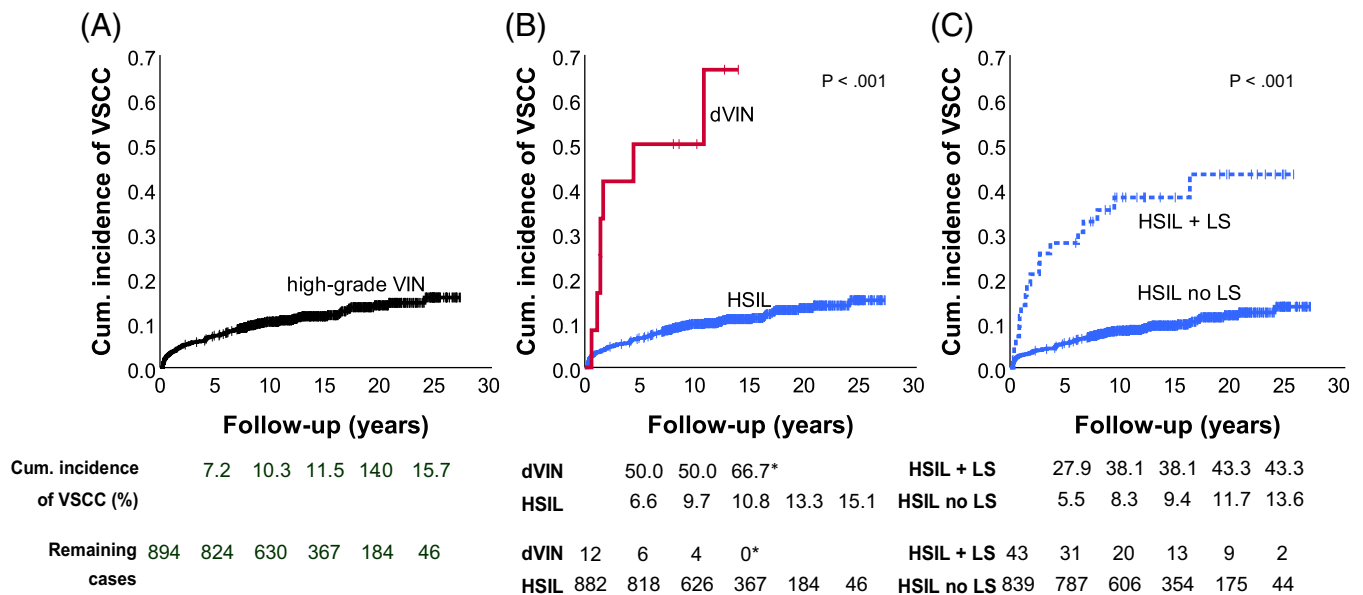 (A)
Cum. incidence of VSCC
0.7
0.6
0.5
0.4
0.3
0.2
0.1
0.0
high-grade VIN
0 5 10 15 20 25 30
Follow-up (years)
Cum. incidence of VSCC (%)
7.2 10.3 11.5 140 15.7
Remaining cases
894 824 630 367 184 46
(B)
Cum. incidence of VSCC
0.7
0.6
0.5
0.4
0.3
0.2
0.1
0.0
P < .001
dVIN
HSIL
0 5 10 15 20 25 30
Follow-up (years)
dVIN 50.0 50.0 66.7*
HSIL 6.6 9.7 10.8 13.3 15.1
dVIN 12 6 4 0*
HSIL 882 818 626 367 184 46
(C)
Cum. incidence of VSCC
0.7
0.6
0.5
0.4
0.3
0.2
0.1
0.0
P < .001
HSIL + LS
HSIL no LS
0 5 10 15 20 25 30
Follow-up (years)
HSIL + LS 27.9 38.1 38.1 43.3 43.3
HSIL no LS 5.5 8.3 9.4 11.7 13.6
HSIL + LS 43 31 20 13 9 2
HSIL no LS 839 787 606 354 175 44